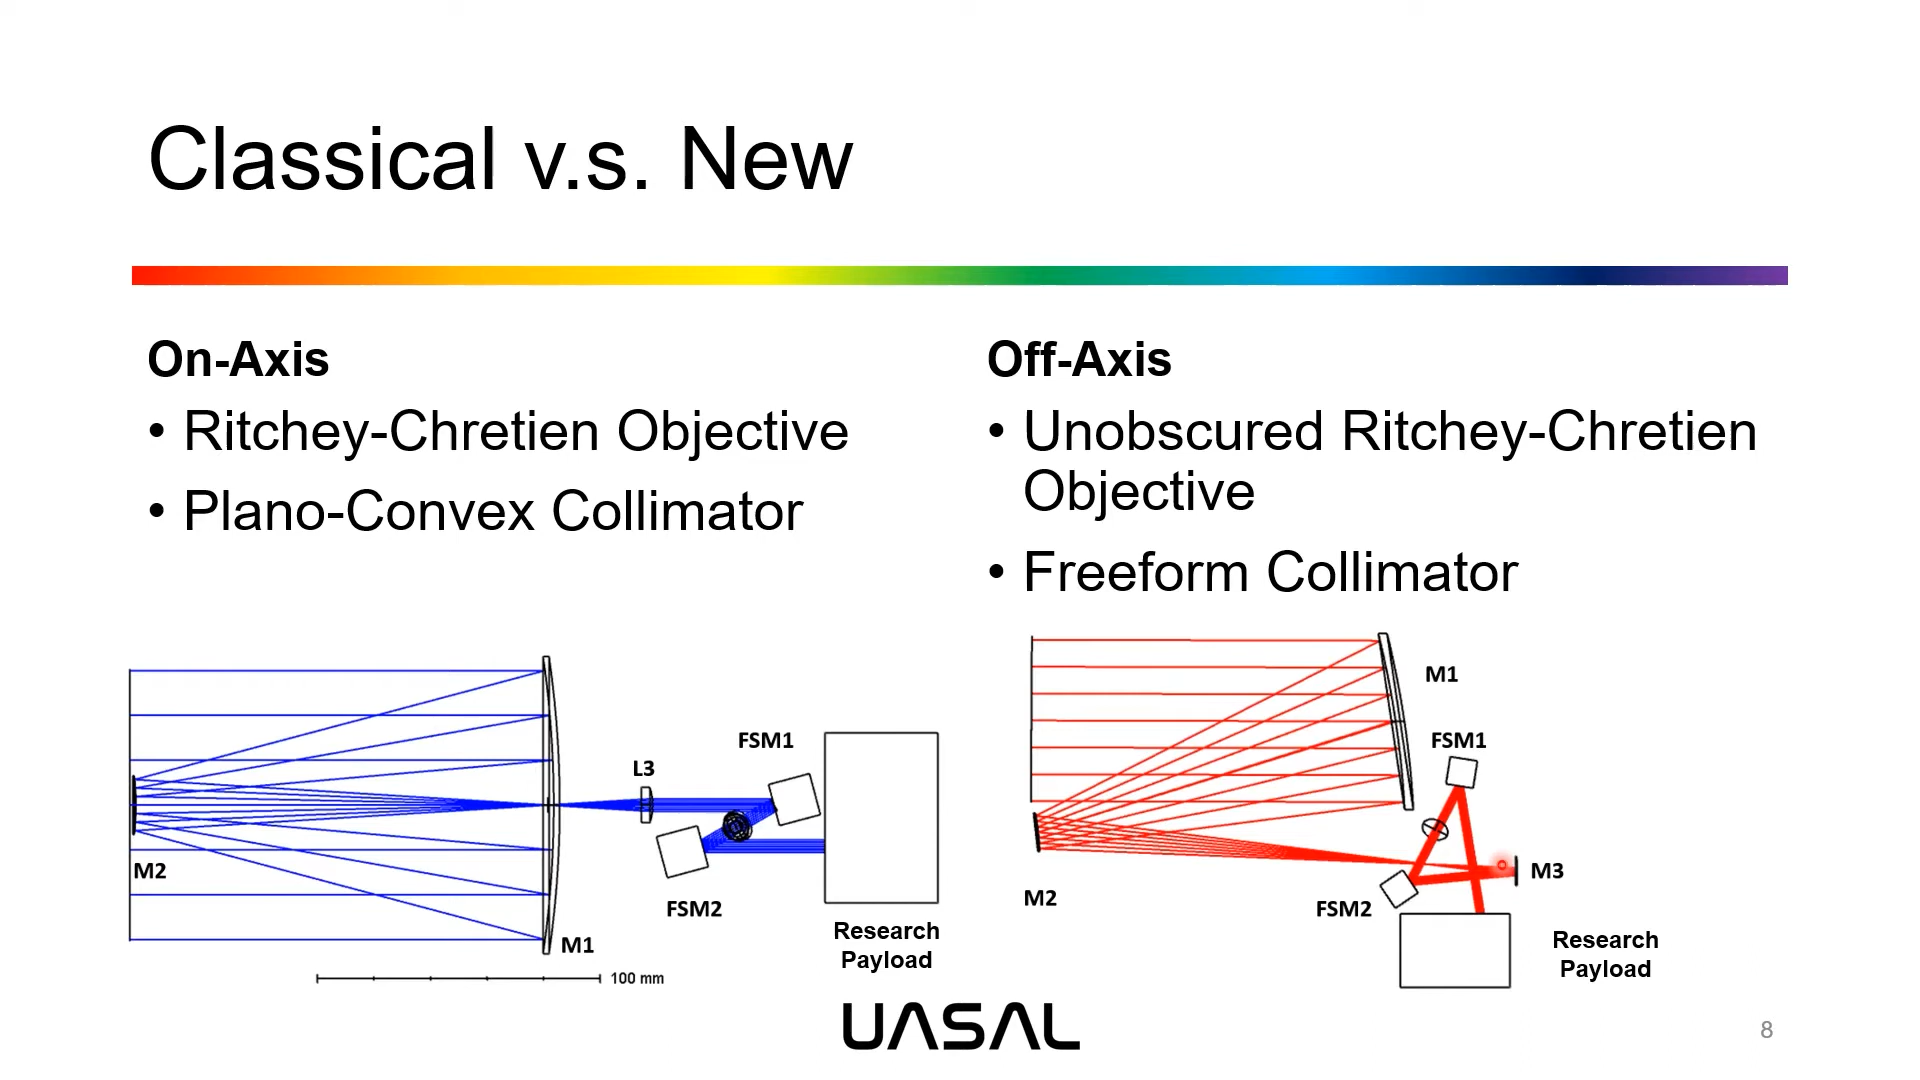 Classical v.s. New
On-Axis
• Ritchey-Chretien Objective
• Plano-Convex Collimator
Off-Axis
• Unobscured Ritchey-Chretien
Objective
• Freeform Collimator
M2
M1
L3
FSM1
FSM2
Research
Payload
100 mm
M1
FSM1
M3
M2
FSM2
Research
Payload
UASAL
8